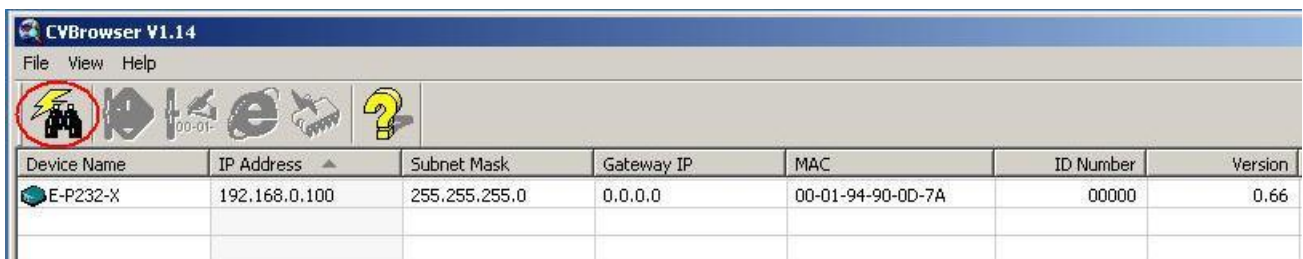 CVBrowser V1.14
File View Help
00-01-
Device Name IP Address Subnet Mask Gateway IP MAC ID Number Version
E-P232-X 192.168.0.100 255.255.255.0 0.0.0.0 00-01-94-90-0D-7A 00000 0.66